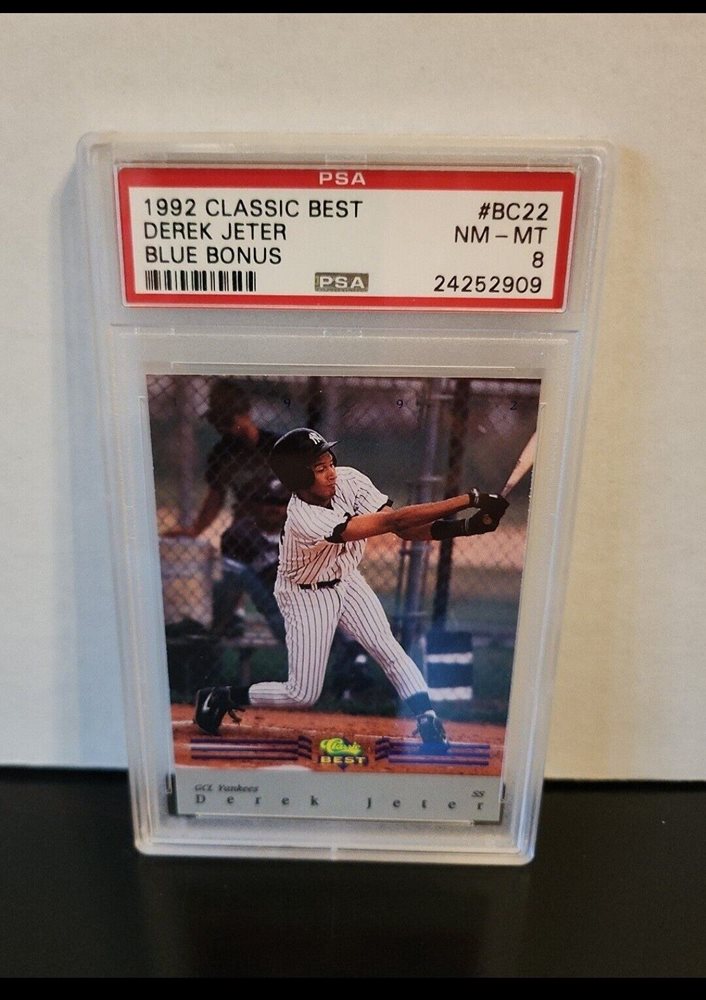 PSA
1992 CLASSIC BEST #BC22
DEREK JETER NM - MT
BLUE BONUS 8
PSA 24252909
9 9 2
NY
Classic
BEST
GCL Yankees SS
Derek Jeter